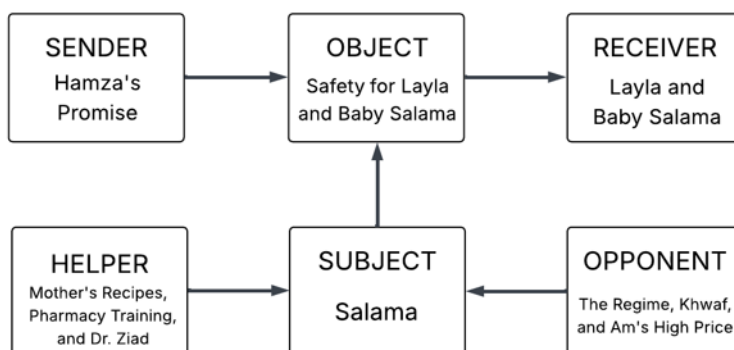 SENDER
Hamza's
Promise
OBJECT
Safety for Layla
and Baby Salama
RECEIVER
Layla and
Baby Salama
HELPER
Mother's Recipes,
Pharmacy Training,
and Dr. Ziad
SUBJECT
Salama
OPPONENT
The Regime, Khwaf,
and Am's High Price